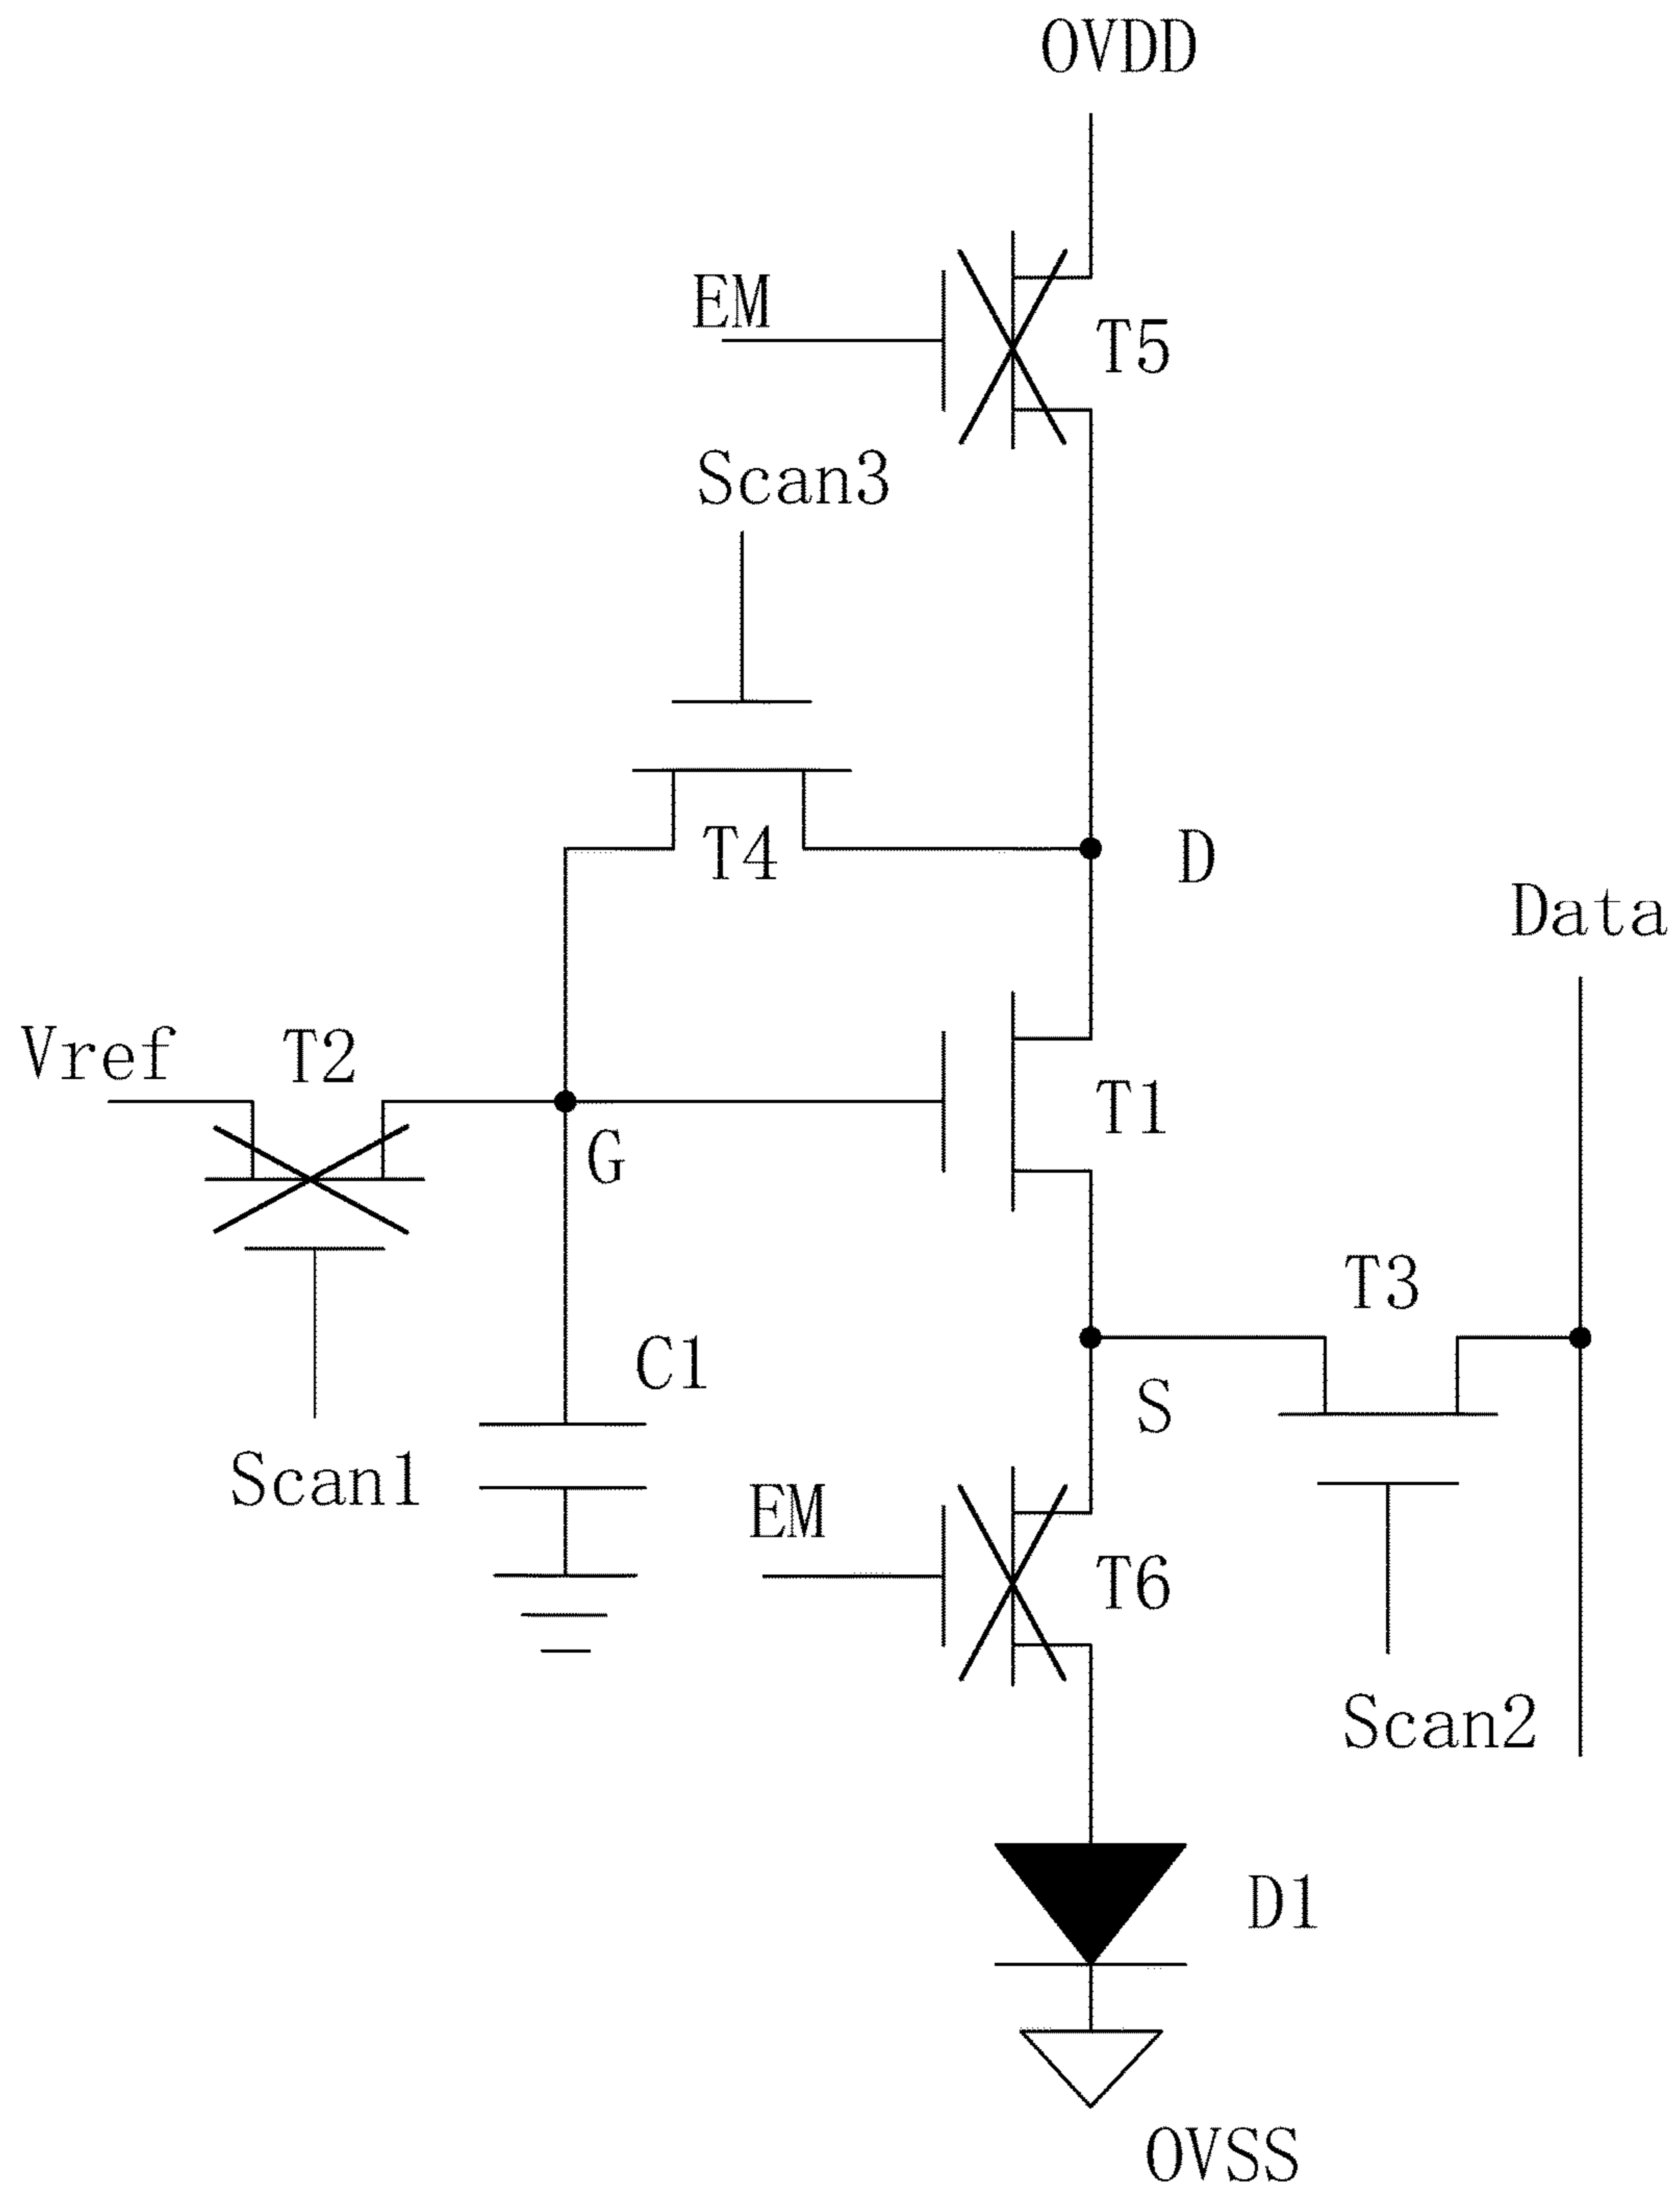 OVDD
EM
T5
Scan3
T4
D
Data
Vref
T2
T1
G
T3
C1
S
Scan1
EM
T6
Scan2
D1
OVSS